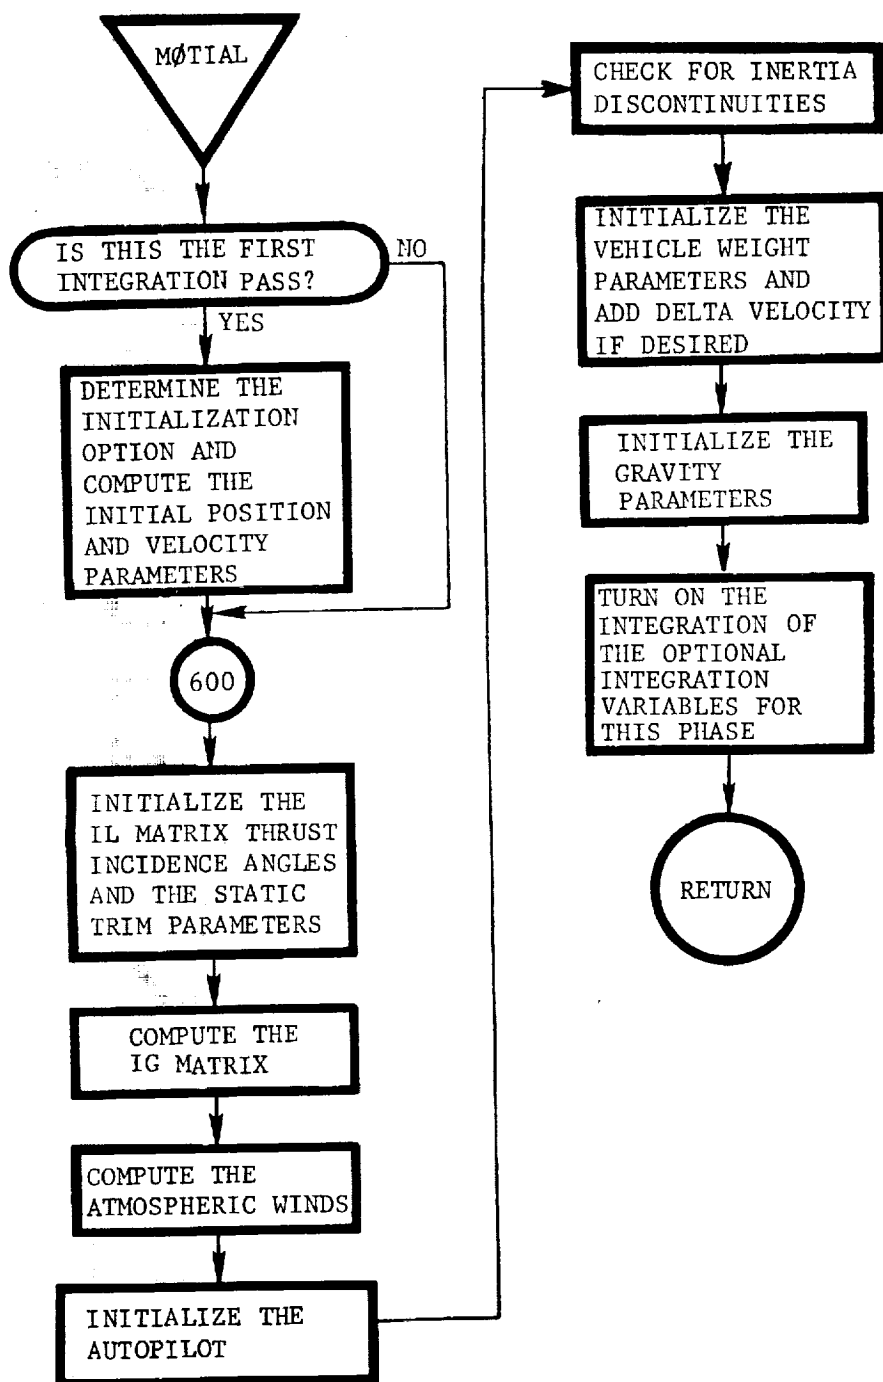 MØTIAL
IS THIS THE FIRST
INTEGRATION PASS?
NO
YES
DETERMINE THE
INITIALIZATION
OPTION AND
COMPUTE THE
INITIAL POSITION
AND VELOCITY
PARAMETERS
600
INITIALIZE THE
IL MATRIX THRUST
INCIDENCE ANGLES
AND THE STATIC
TRIM PARAMETERS
COMPUTE THE
IG MATRIX
COMPUTE THE
ATMOSPHERIC WINDS
INITIALIZE THE
AUTOPILOT
CHECK FOR INERTIA
DISCONTINUITIES
INITIALIZE THE
VEHICLE WEIGHT
PARAMETERS AND
ADD DELTA VELOCITY
IF DESIRED
INITIALIZE THE
GRAVITY
PARAMETERS
TURN ON THE
INTEGRATION OF
THE OPTIONAL
INTEGRATION
VARIABLES FOR
THIS PHASE
RETURN